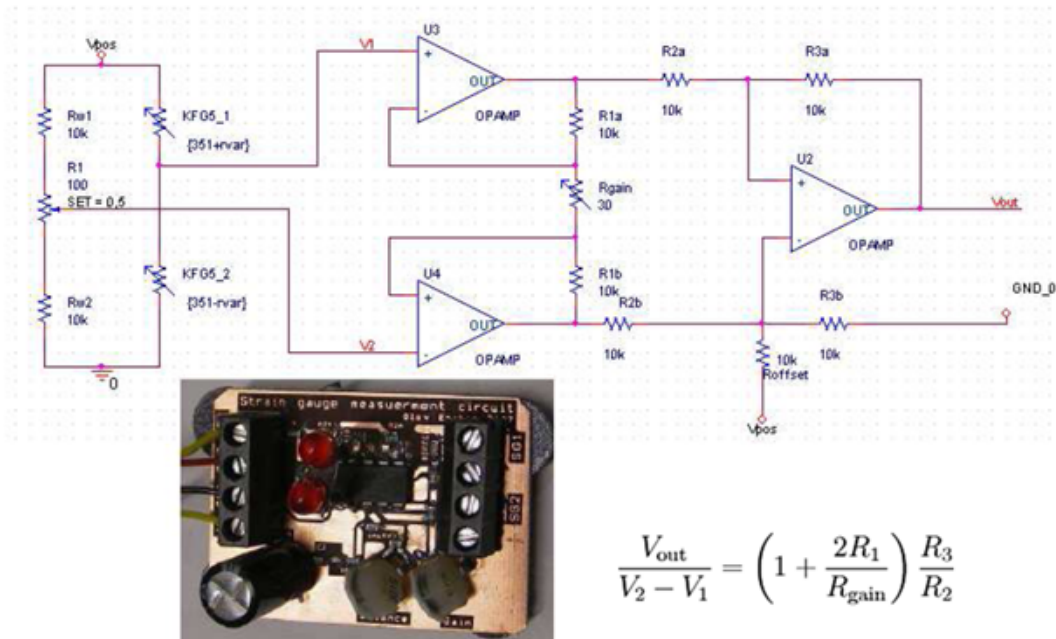 Vpos
Rw1
10k
R1
100
SET = 0,5
Rw2
10k
0
KFG5_1
{351+rvar}
KFG5_2
{351-rvar}
V1
V2
U3
+
-
OUT
OPAMP
U4
+
-
OUT
OPAMP
R1a
10k
Rgain
30
R1b
10k
R2a
10k
R3a
10k
U2
+
-
OUT
OPAMP
Vout
R2b
10k
R3b
10k
GND_0
10k
Roffset
Vpos
Strain gauge measuerment circuit
SG1
SG2
Gain
Vout / (V2 − V1) = (1 + 2R1 / Rgain) R3 / R2